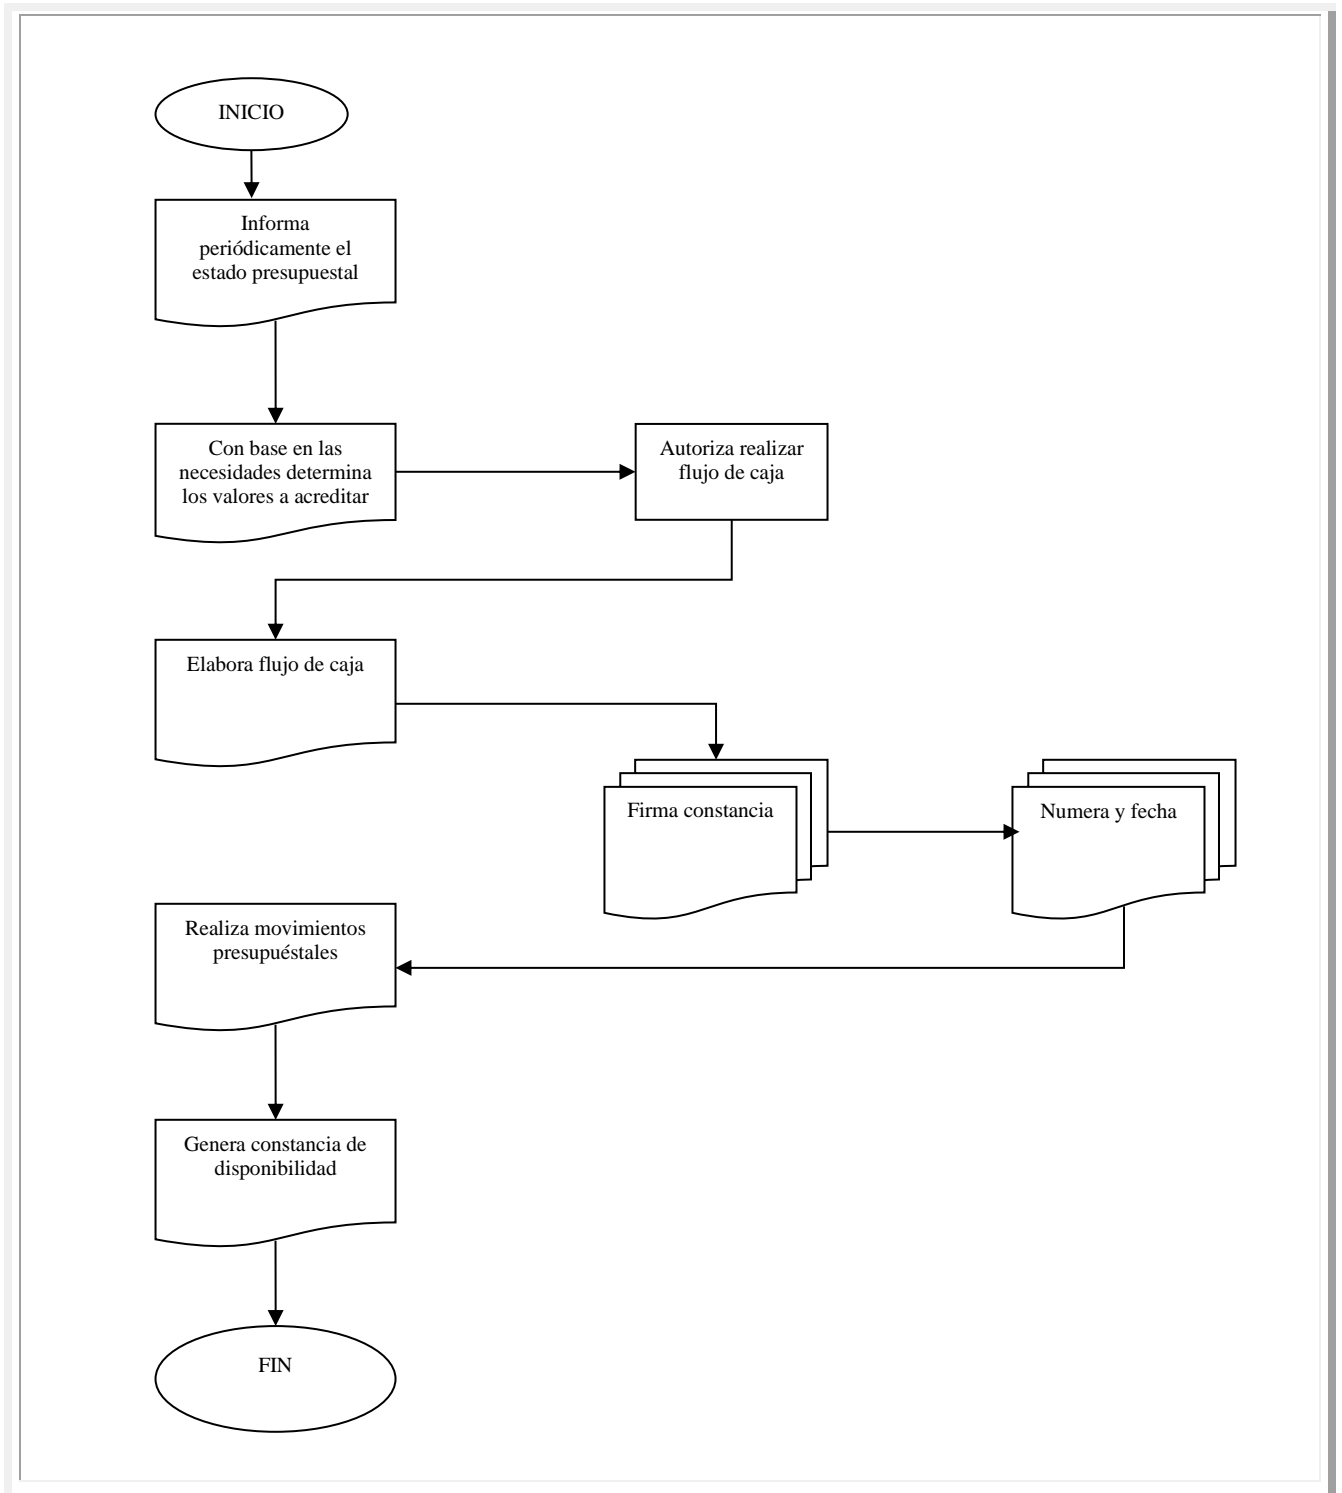 INICIO
Informa
periódicamente el
estado presupuestal
Con base en las
necesidades determina
los valores a acreditar
Autoriza realizar
flujo de caja
Elabora flujo de caja
Firma constancia
Numera y fecha
Realiza movimientos
presupuéstales
Genera constancia de
disponibilidad
FIN